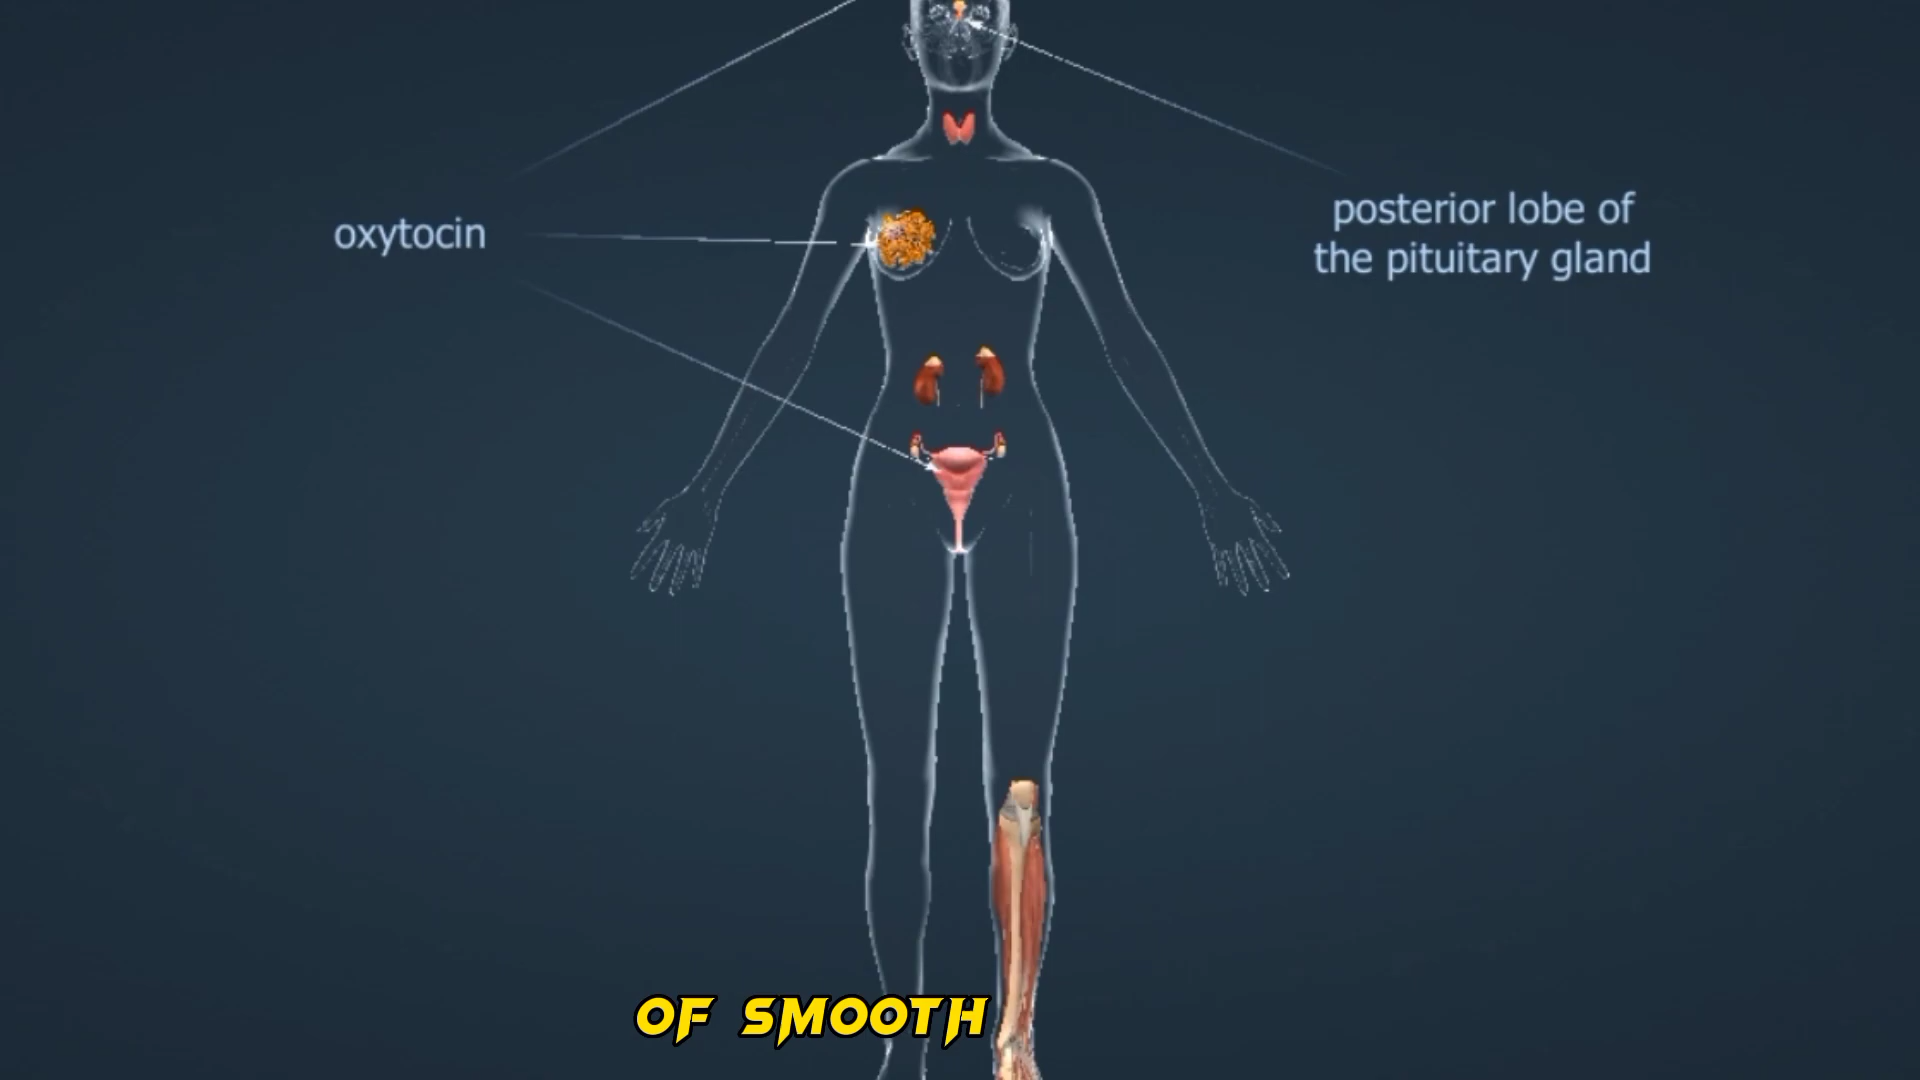 oxytocin
posterior lobe of
the pituitary gland
OF SMOOTH